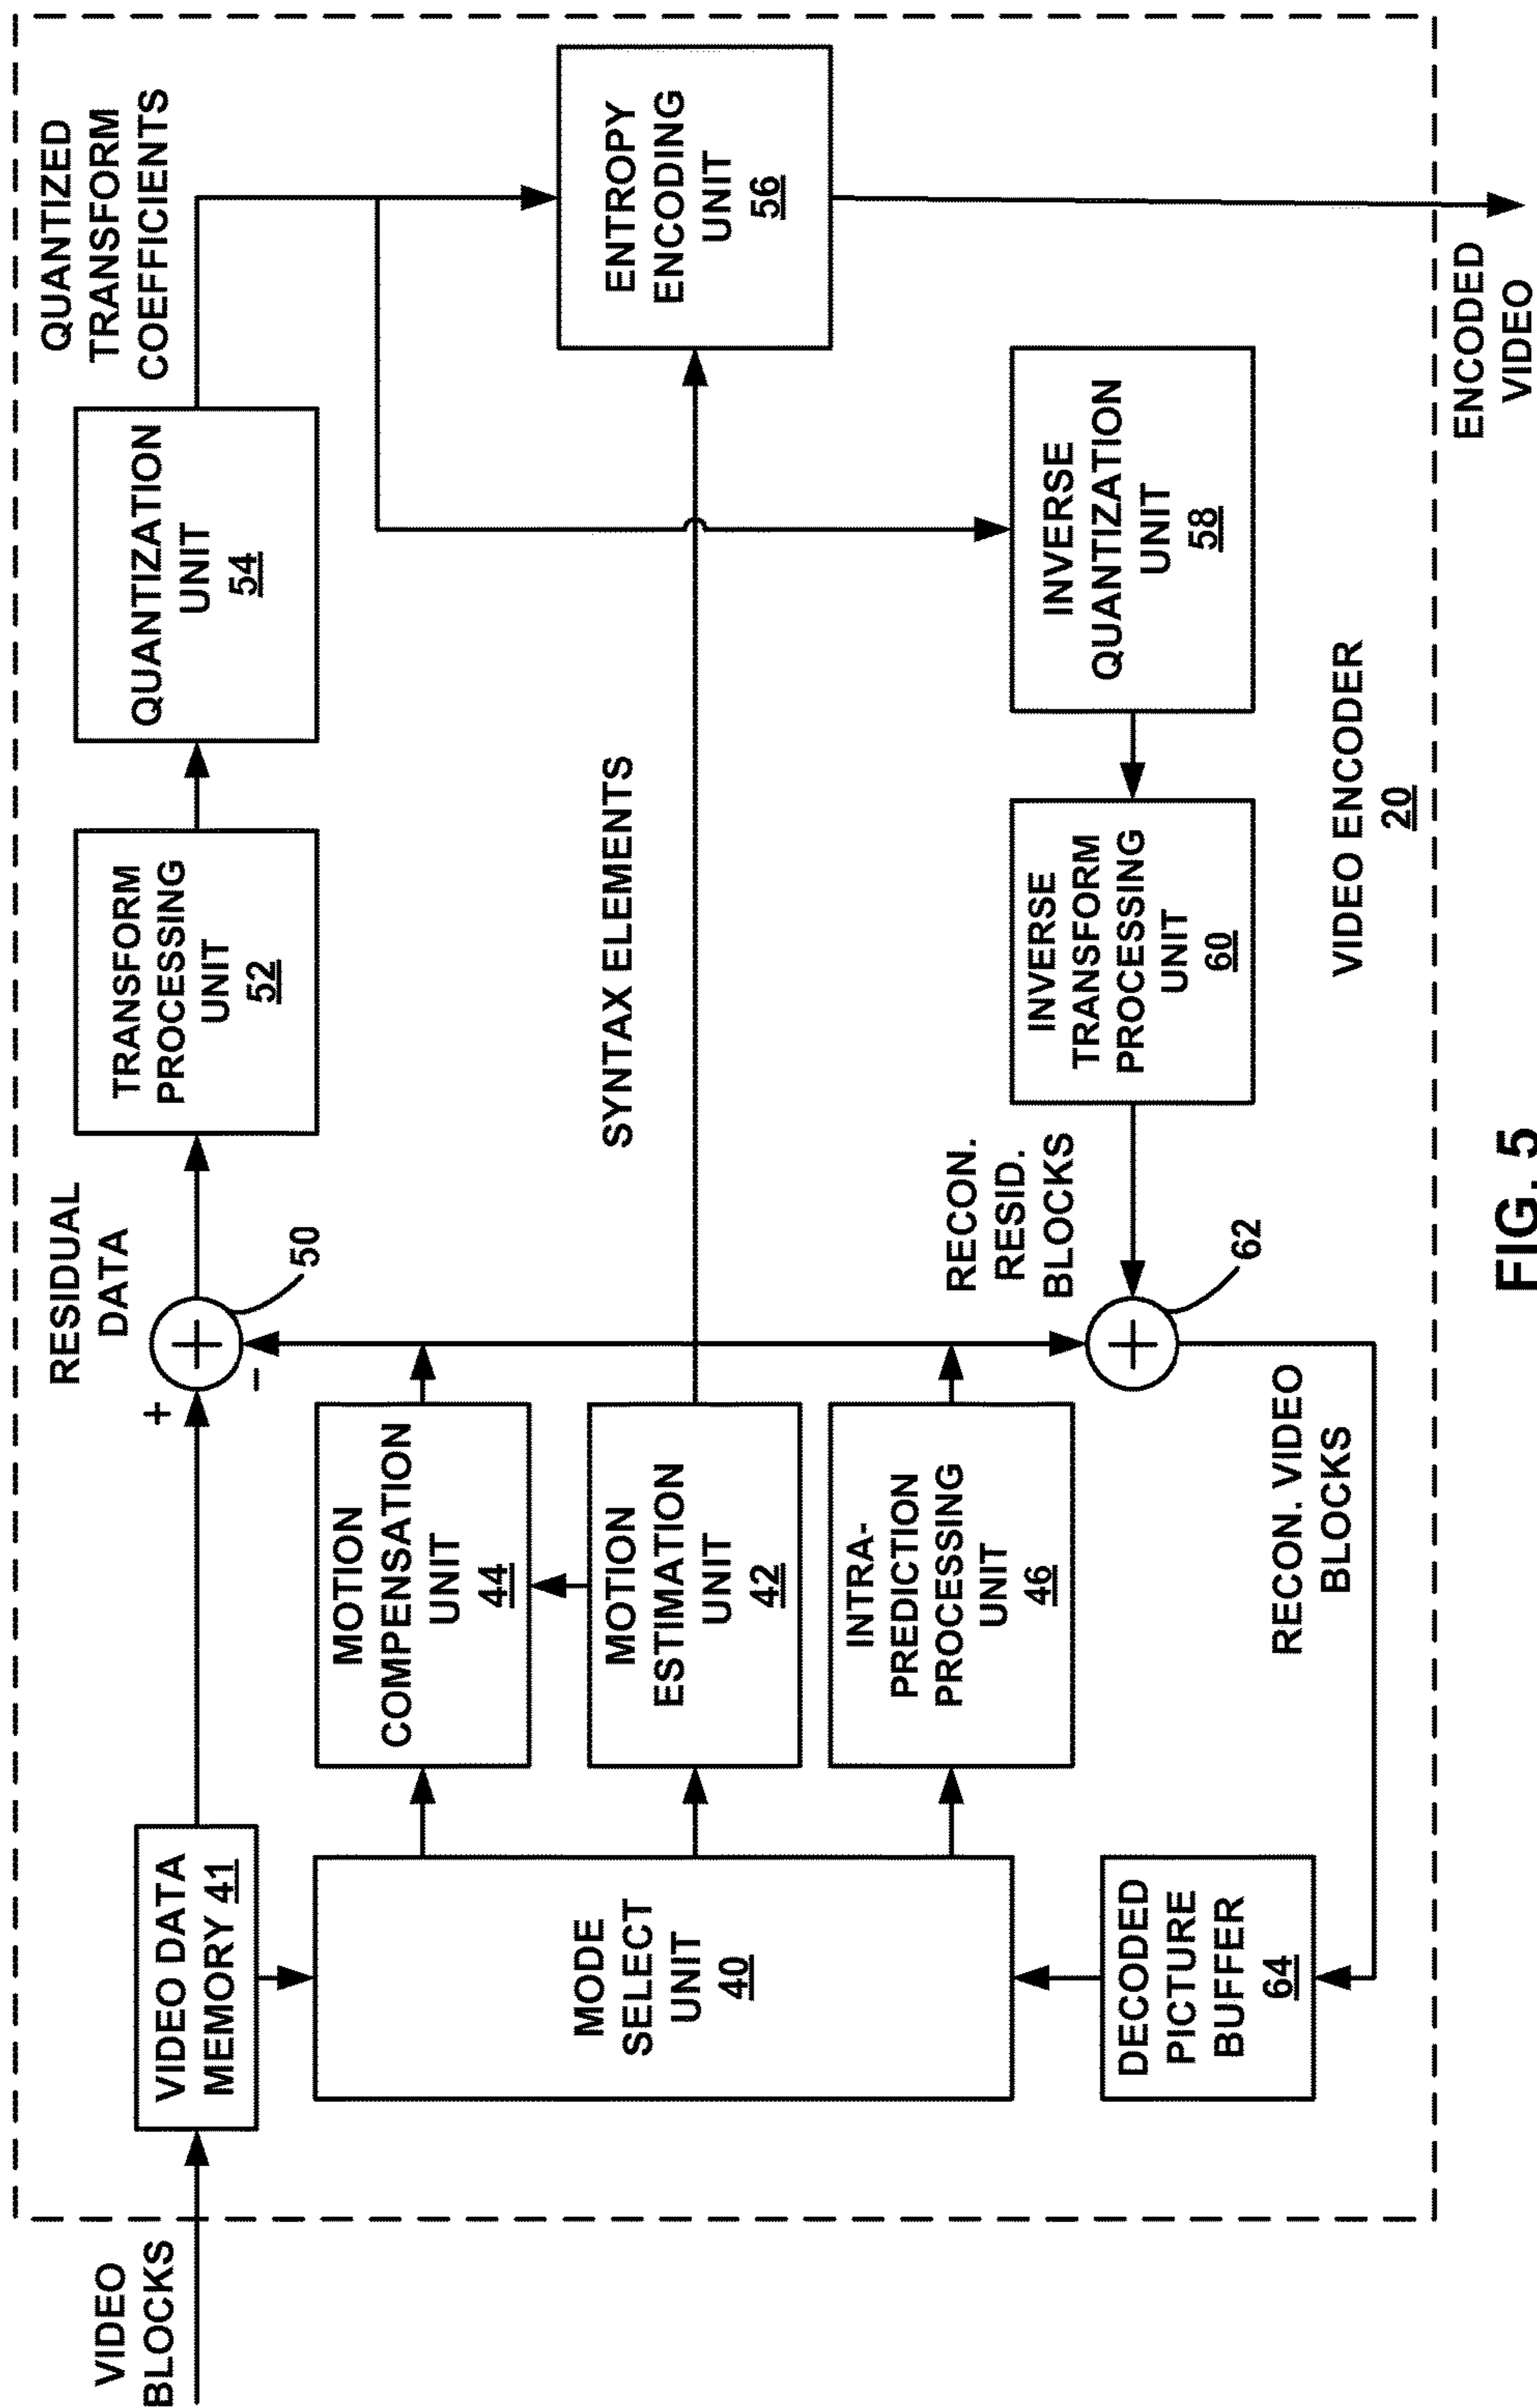 VIDEO
BLOCKS
VIDEO DATA
MEMORY 41
MODE
SELECT
UNIT
40
DECODED
PICTURE
BUFFER
64
MOTION
COMPENSATION
UNIT
44
MOTION
ESTIMATION
UNIT
42
INTRA-
PREDICTION
PROCESSING
UNIT
46
RECON. VIDEO
BLOCKS
+
-
50
RESIDUAL
DATA
62
RECON.
RESID.
BLOCKS
TRANSFORM
PROCESSING
UNIT
52
SYNTAX ELEMENTS
INVERSE
TRANSFORM
PROCESSING
UNIT
60
QUANTIZATION
UNIT
54
INVERSE
QUANTIZATION
UNIT
58
QUANTIZED
TRANSFORM
COEFFICIENTS
ENTROPY
ENCODING
UNIT
56
VIDEO ENCODER
20
ENCODED
VIDEO
FIG. 5